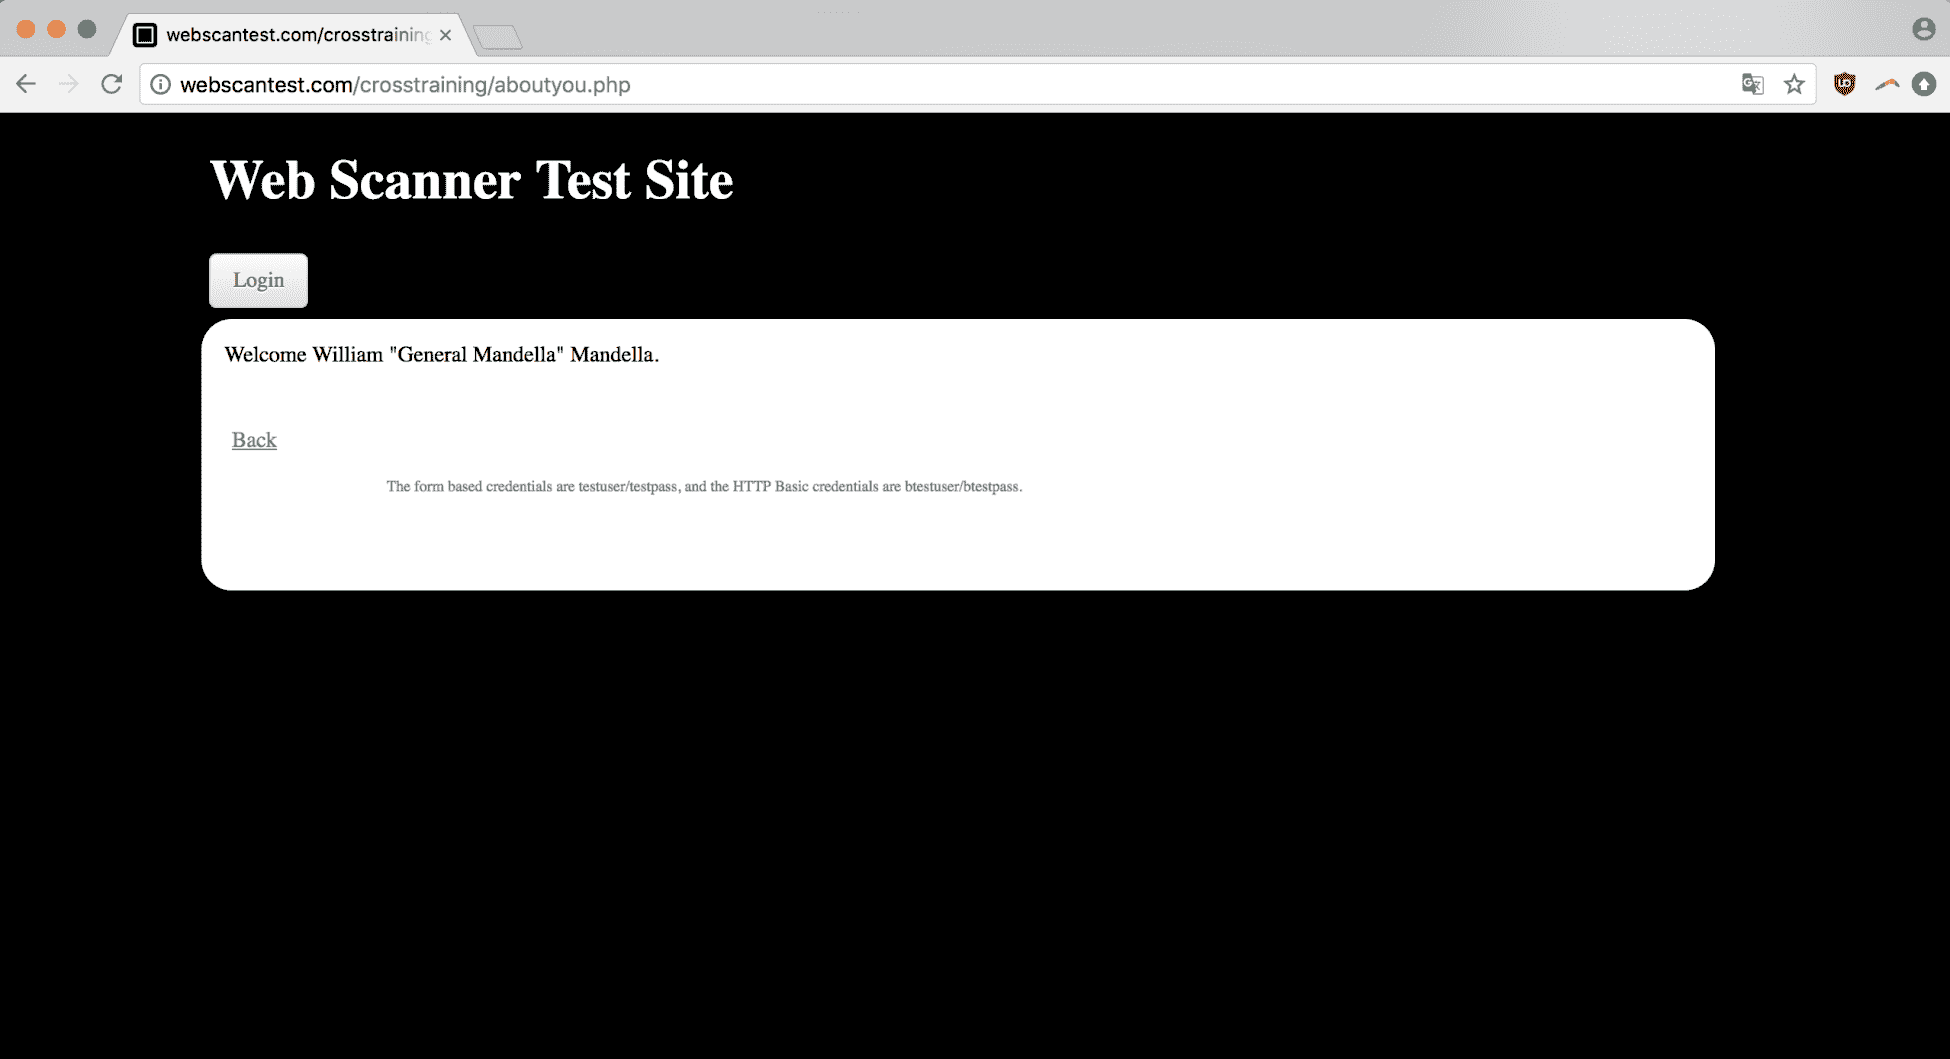 webscantest.com/crosstraining
webscantest.com/crosstraining/aboutyou.php
Web Scanner Test Site
Login
Welcome William "General Mandella" Mandella.
Back
The form based credentials are testuser/testpass, and the HTTP Basic credentials are btestuser/btestpass.